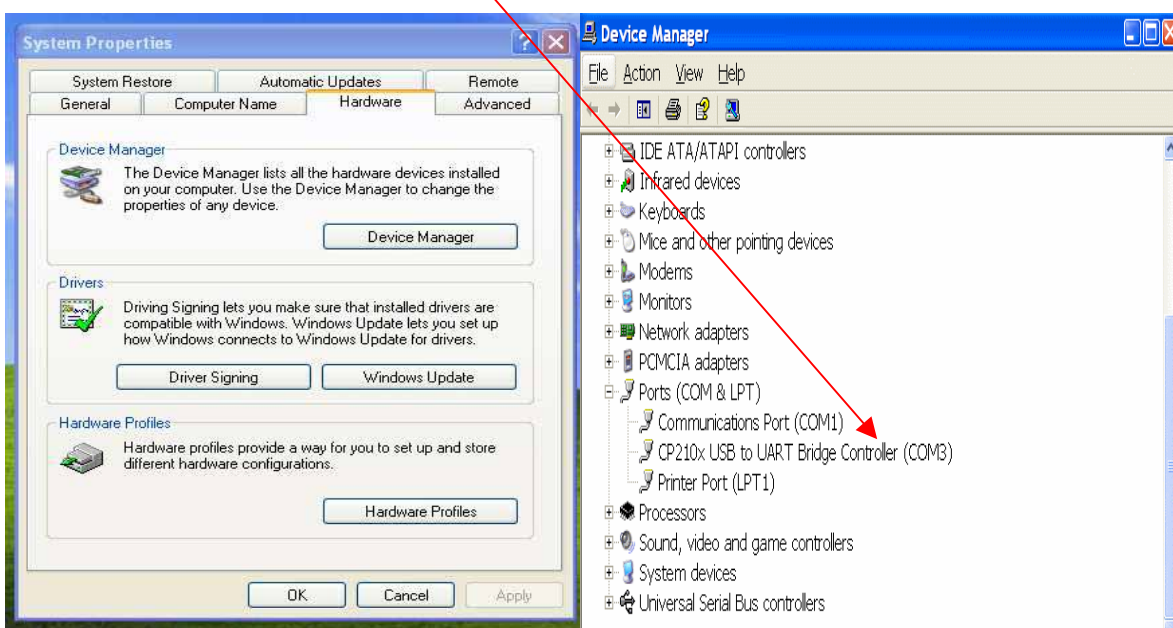 System Properties
System Restore
Automatic Updates
Remote
General
Computer Name
Hardware
Advanced
Device Manager
The Device Manager lists all the hardware devices installed
on your computer. Use the Device Manager to change the
properties of any device.
Device Manager
Drivers
Driving Signing lets you make sure that installed drivers are
compatible with Windows. Windows Update lets you set up
how Windows connects to Windows Update for drivers.
Driver Signing
Windows Update
Hardware Profiles
Hardware profiles provide a way for you to set up and store
different hardware configurations.
Hardware Profiles
OK
Cancel
Apply
Device Manager
File Action View Help
IDE ATA/ATAPI controllers
Infrared devices
Keyboards
Mice and other pointing devices
Modems
Monitors
Network adapters
PCMCIA adapters
Ports (COM & LPT)
Communications Port (COM1)
CP210x USB to UART Bridge Controller (COM3)
Printer Port (LPT1)
Processors
Sound, video and game controllers
System devices
Universal Serial Bus controllers